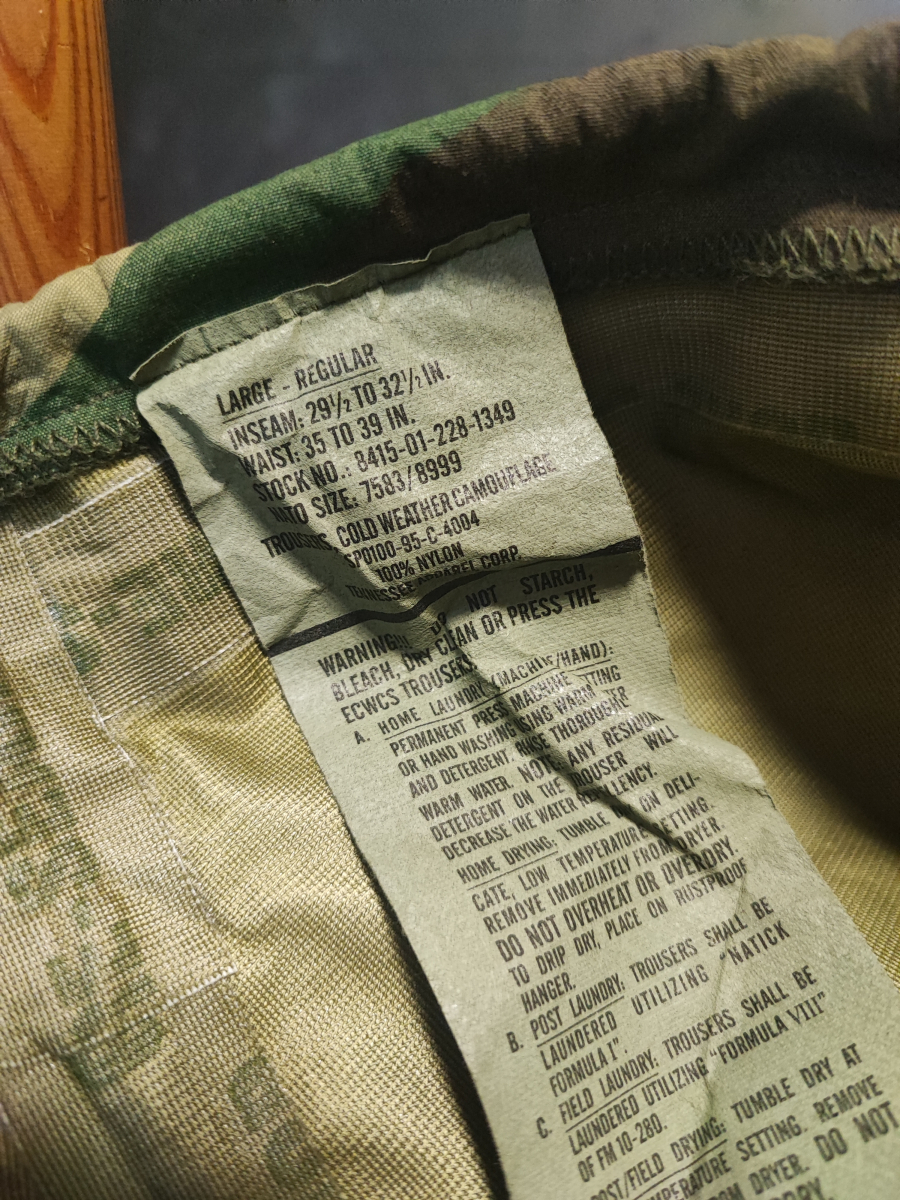 LARGE - REGULAR
INSEAM: 29½ TO 32½ IN.
WAIST: 35 TO 39 IN.
STOCK NO.: 8415-01-228-1349
NATO SIZE: 7583/8999
TROUSERS, COLD WEATHER CAMOUFLAGE
SP0100-95-C-4004
100% NYLON
TENNESSEE APPAREL CORP.
WARNING: DO NOT STARCH,
BLEACH, DRY CLEAN OR PRESS THE
ECWCS TROUSERS
A. HOME LAUNDRY (MACHINE/HAND):
PERMANENT PRESS MACHINE SETTING
OR HAND WASHING USING WARM WATER
AND DETERGENT. RINSE THOROUGHLY
WARM WATER. NOTE: ANY RESIDUAL
DETERGENT ON THE TROUSER WILL
DECREASE THE WATER REPELLENCY.
HOME DRYING: TUMBLE ON DELI-
CATE, LOW TEMPERATURE SETTING.
REMOVE IMMEDIATELY FROM DRYER.
DO NOT OVERHEAT OR OVERDRY.
TO DRIP DRY, PLACE ON RUSTPROOF
HANGER.
B. POST LAUNDRY: TROUSERS SHALL BE
LAUNDERED UTILIZING "NATICK
FORMULA I".
C. FIELD LAUNDRY: TROUSERS SHALL BE
LAUNDERED UTILIZING "FORMULA VIII"
OF FM 10-280.
POST/FIELD DRYING: TUMBLE DRY AT
TEMPERATURE SETTING. REMOVE
DRYER. DO NOT